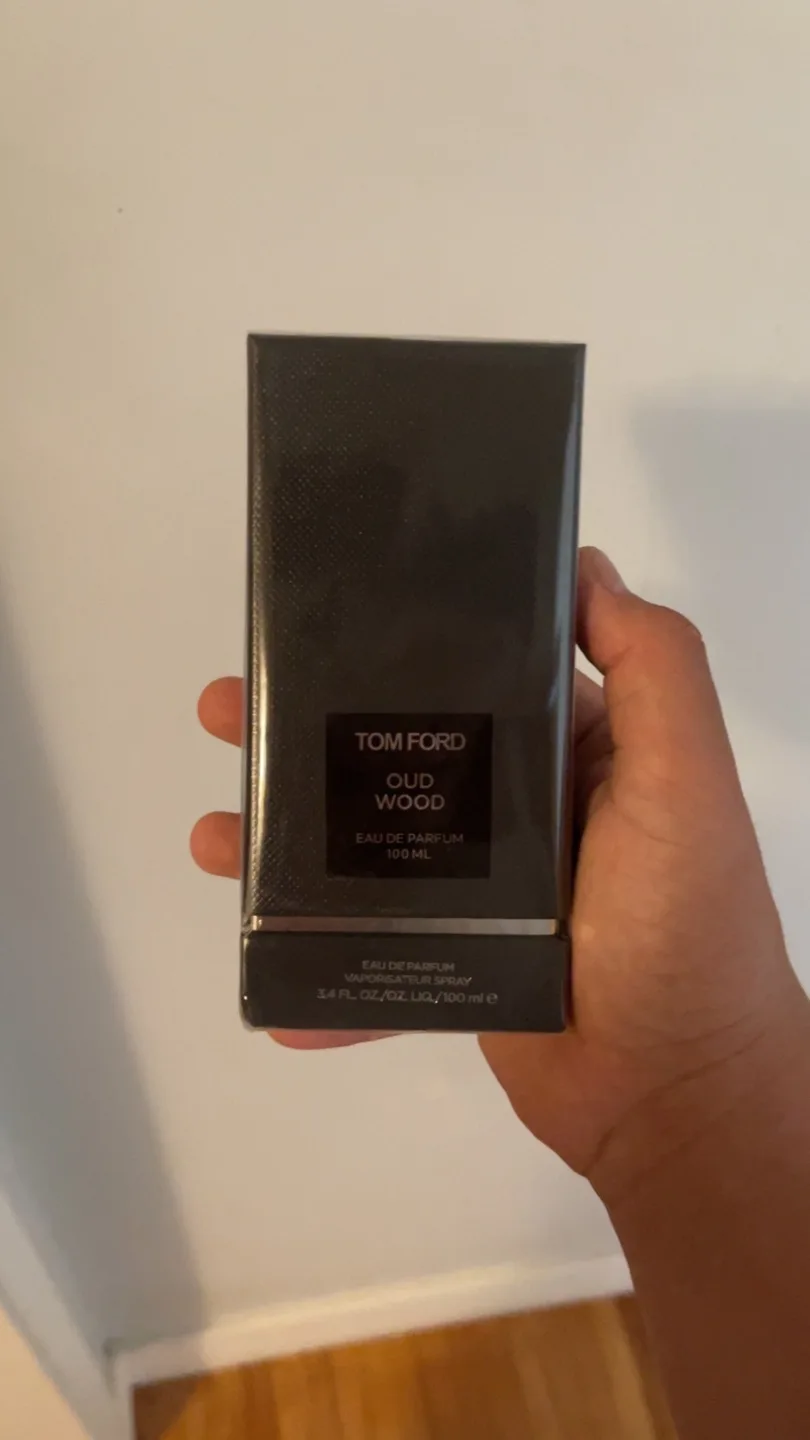 TOM FORD
OUD
WOOD
EAU DE PARFUM
100 ML
EAU DE PARFUM
VAPORISATEUR SPRAY
3.4 FL. OZ./OZ. LIQ./100 ml e